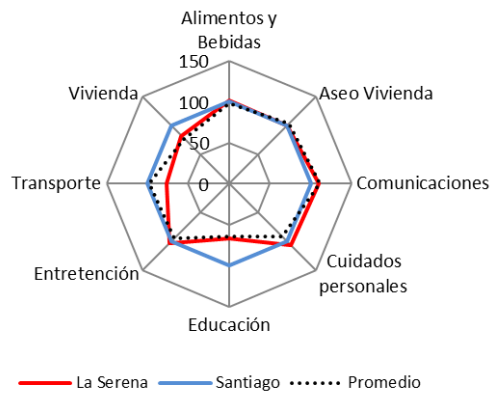 Alimentos y
Bebidas
150
Vivienda
100
Aseo Vivienda
50
Transporte
0
Comunicaciones
Entretención
Cuidados
personales
Educación
La Serena
Santiago
Promedio